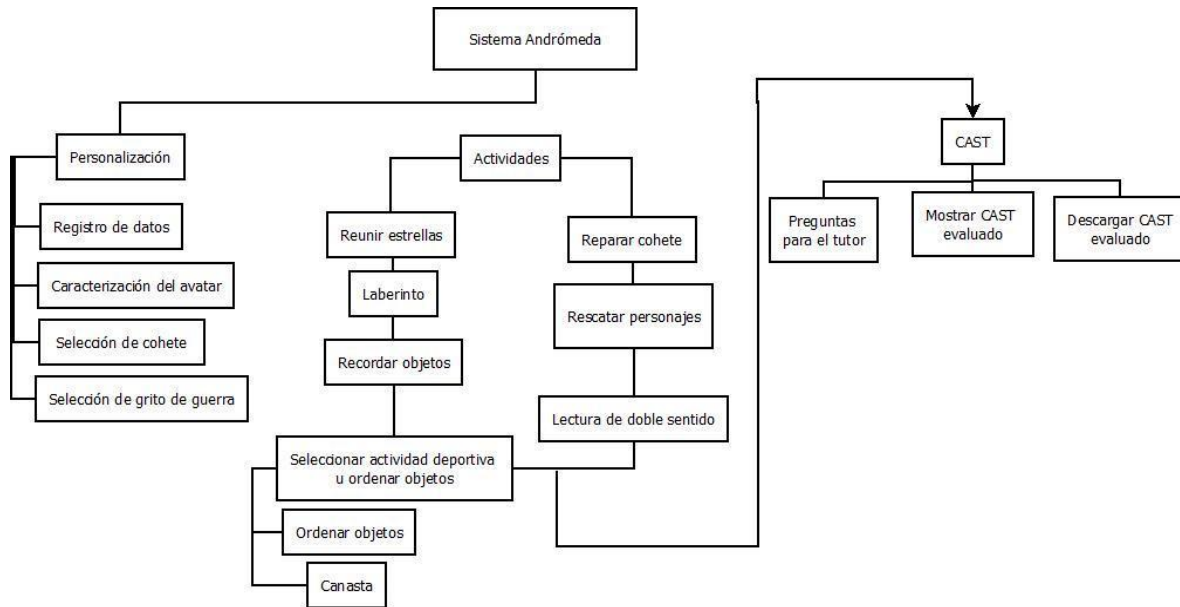 Sistema Andrómeda
Personalización
Registro de datos
Caracterización del avatar
Selección de cohete
Selección de grito de guerra
Actividades
Reunir estrellas
Laberinto
Recordar objetos
Reparar cohete
Rescatar personajes
Lectura de doble sentido
Seleccionar actividad deportiva
u ordenar objetos
Ordenar objetos
Canasta
CAST
Preguntas
para el tutor
Mostrar CAST
evaluado
Descargar CAST
evaluado